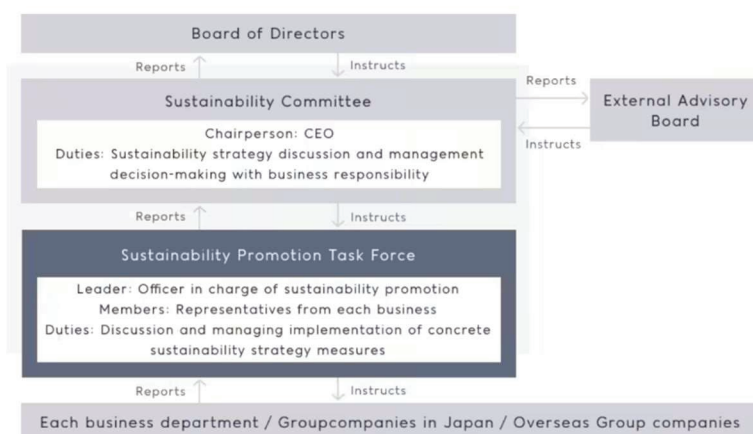 Board of Directors
Reports
Instructs
Sustainability Committee
Chairperson: CEO
Duties: Sustainability strategy discussion and management
decision-making with business responsibility
Reports
External Advisory
Board
Instructs
Reports
Instructs
Sustainability Promotion Task Force
Leader: Officer in charge of sustainability promotion
Members: Representatives from each business
Duties: Discussion and managing implementation of concrete
sustainability strategy measures
Reports
Instructs
Each business department / Groupcompanies in Japan / Overseas Group companies